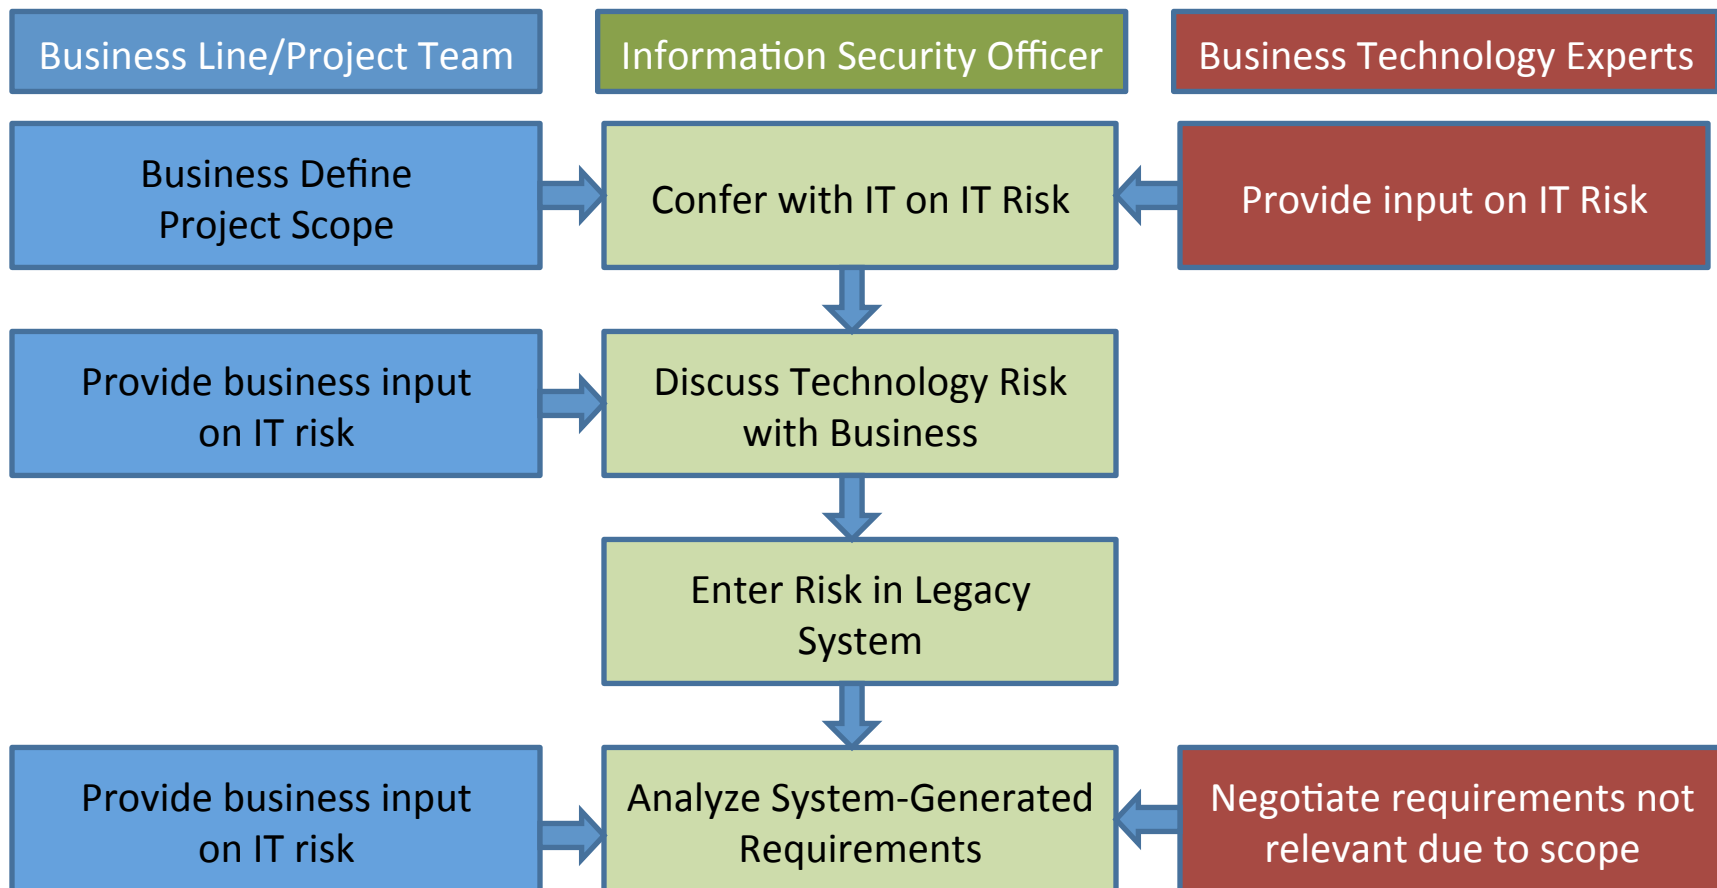 Business Line/Project Team
Information Security Officer
Business Technology Experts
Business Define
Project Scope
Confer with IT on IT Risk
Provide input on IT Risk
Provide business input
on IT risk
Discuss Technology Risk
with Business
Enter Risk in Legacy
System
Provide business input
on IT risk
Analyze System-Generated
Requirements
Negotiate requirements not
relevant due to scope